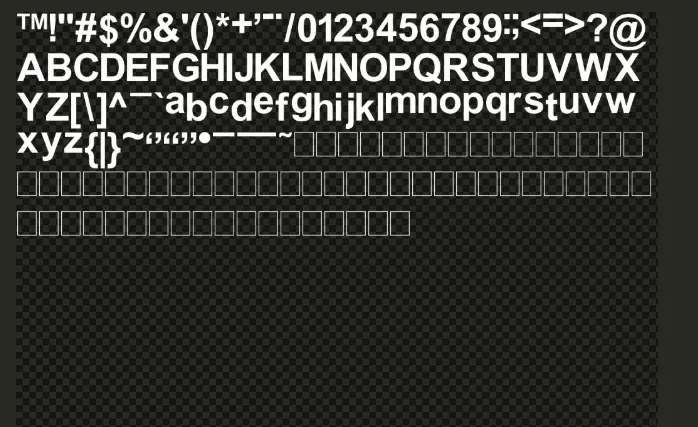 ™!"#$%&'()*+,-./0123456789:;<=>?@
ABCDEFGHIJKLMNOPQRSTUVWX
YZ[\]^_`abcdefghijklmnopqrstuvw
xyz{|}~‘’“”•–—˜□□□□□□□□□□□□□□□□
□□□□□□□□□□□□□□□□□□□□□□□□□□□□□
□□□□□□□□□□□□□□□□□□